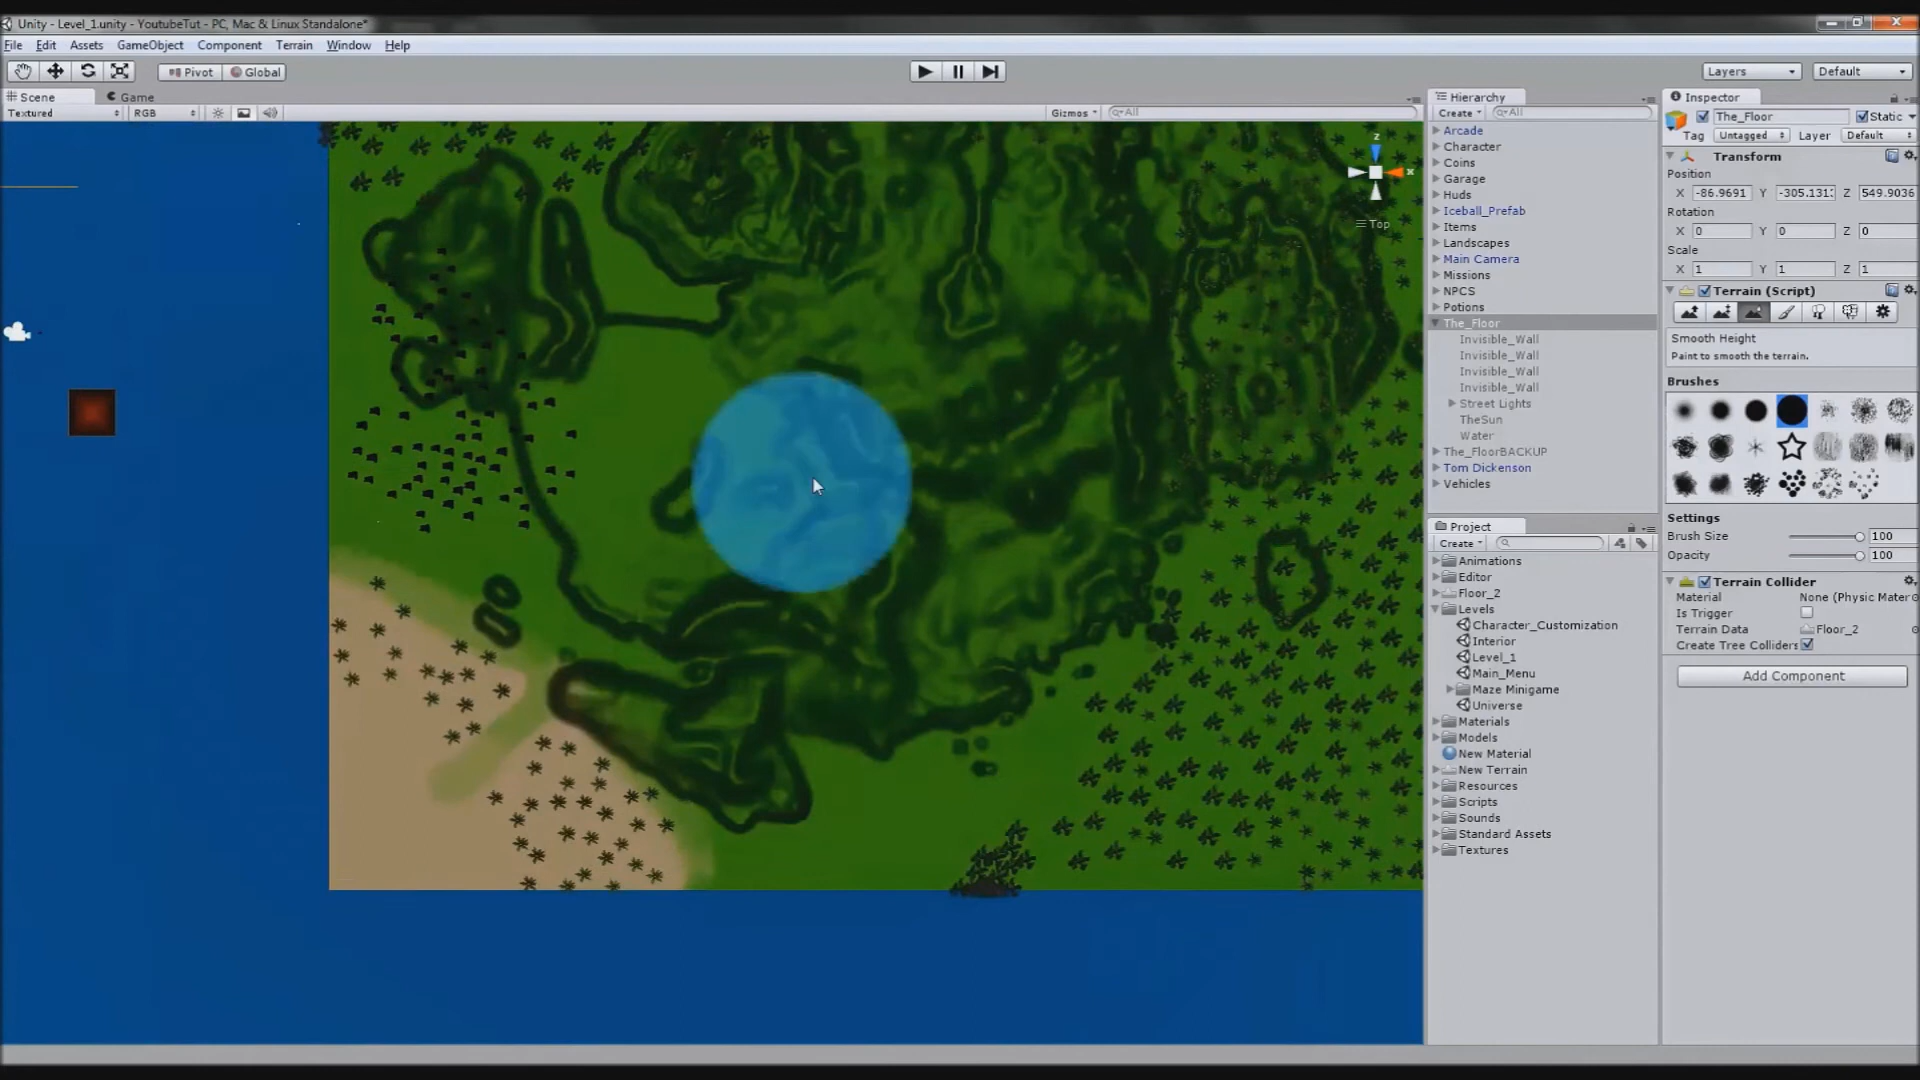 Unity - Level_1.unity - YoutubeTut - PC, Mac & Linux Standalone*
File Edit Assets GameObject Component Terrain Window Help
Pivot Global
Layers Default
Scene Game
Textured RGB Gizmos All
z
x
Top
Hierarchy
Create All
Arcade
Character
Coins
Garage
Huds
Iceball_Prefab
Items
Landscapes
Main Camera
Missions
NPCS
Potions
The_Floor
Invisible_Wall
Invisible_Wall
Invisible_Wall
Invisible_Wall
Street Lights
TheSun
Water
The_FloorBACKUP
Tom Dickenson
Vehicles
Project
Create
Animations
Editor
Floor_2
Levels
Character_Customization
Interior
Level_1
Main_Menu
Maze Minigame
Universe
Materials
Models
New Material
New Terrain
Resources
Scripts
Sounds
Standard Assets
Textures
Inspector
The_Floor Static
Tag Untagged Layer Default
Transform
Position
X -86.9691 Y -305.131 Z 549.9036
Rotation
X 0 Y 0 Z 0
Scale
X 1 Y 1 Z 1
Terrain (Script)
Smooth Height
Paint to smooth the terrain.
Brushes
Settings
Brush Size 100
Opacity 100
Terrain Collider
Material None (Physic Mater
Is Trigger
Terrain Data Floor_2
Create Tree Colliders
Add Component